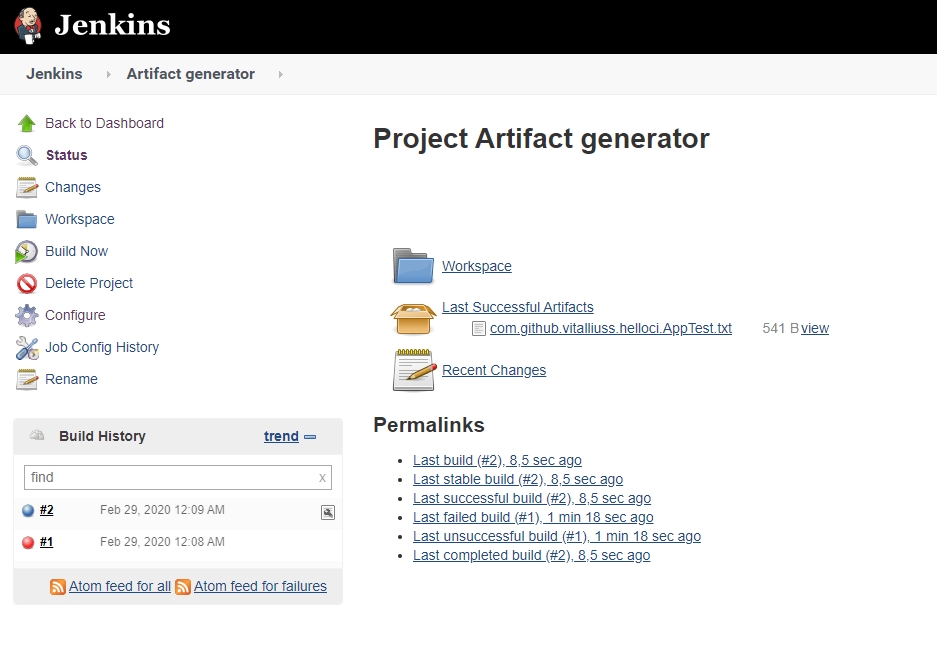 Jenkins
Jenkins Artifact generator
Back to Dashboard
Status
Changes
Workspace
Build Now
Delete Project
Configure
Job Config History
Rename
Build History trend
find x
#2 Feb 29, 2020 12:09 AM
#1 Feb 29, 2020 12:08 AM
Atom feed for all Atom feed for failures
Project Artifact generator
Workspace
Last Successful Artifacts
com.github.vitalliuss.helloci.AppTest.txt 541 B view
Recent Changes
Permalinks
Last build (#2), 8,5 sec ago
Last stable build (#2), 8,5 sec ago
Last successful build (#2), 8,5 sec ago
Last failed build (#1), 1 min 18 sec ago
Last unsuccessful build (#1), 1 min 18 sec ago
Last completed build (#2), 8,5 sec ago